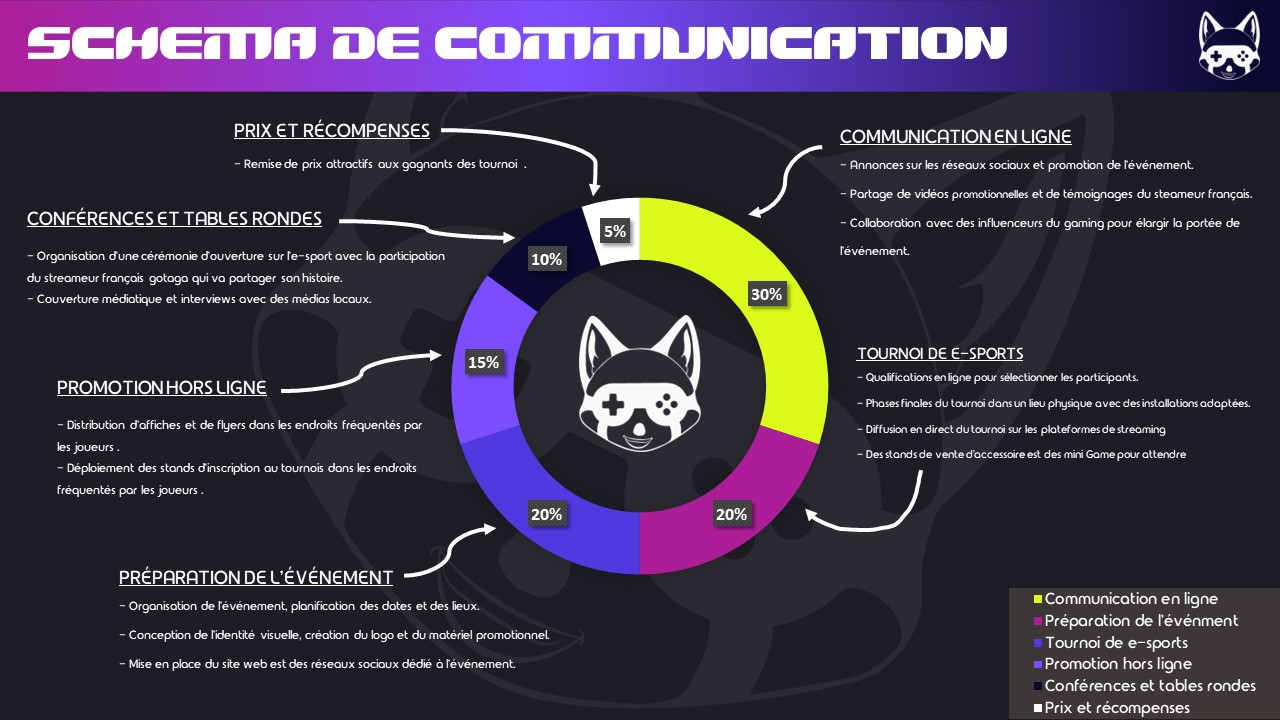 SCHEMA DE COMMUNICATION
PRIX ET RÉCOMPENSES
- Remise de prix attractifs aux gagnants des tournoi .
CONFÉRENCES ET TABLES RONDES
- Organisation d'une cérémonie d'ouverture sur l'e-sport avec la participation
du streameur français gotaga qui va partager son histoire.
- Couverture médiatique et interviews avec des médias locaux.
PROMOTION HORS LIGNE
- Distribution d'affiches et de flyers dans les endroits fréquentés par
les joueurs .
- Déploiement des stands d'inscription au tournois dans les endroits
fréquentés par les joueurs .
PRÉPARATION DE L'ÉVÉNEMENT
- Organisation de l'événement, planification des dates et des lieux.
- Conception de l'identité visuelle, création du logo et du matériel promotionnel.
- Mise en place du site web est des réseaux sociaux dédié à l'événement.
5%
10%
30%
15%
20%
20%
COMMUNICATION EN LIGNE
- Annonces sur les réseaux sociaux et promotion de l'événement.
- Partage de vidéos promotionnelles et de témoignages du steameur français.
- Collaboration avec des influenceurs du gaming pour élargir la portée de
l'événement.
TOURNOI DE E-SPORTS
- Qualifications en ligne pour sélectionner les participants.
- Phases finales du tournoi dans un lieu physique avec des installations adaptées.
- Diffusion en direct du tournoi sur les plateformes de streaming
- Des stands de vente d'accessoire est des mini Game pour attendre
Communication en ligne
Préparation de l'événment
Tournoi de e-sports
Promotion hors ligne
Conférences et tables rondes
Prix et récompenses